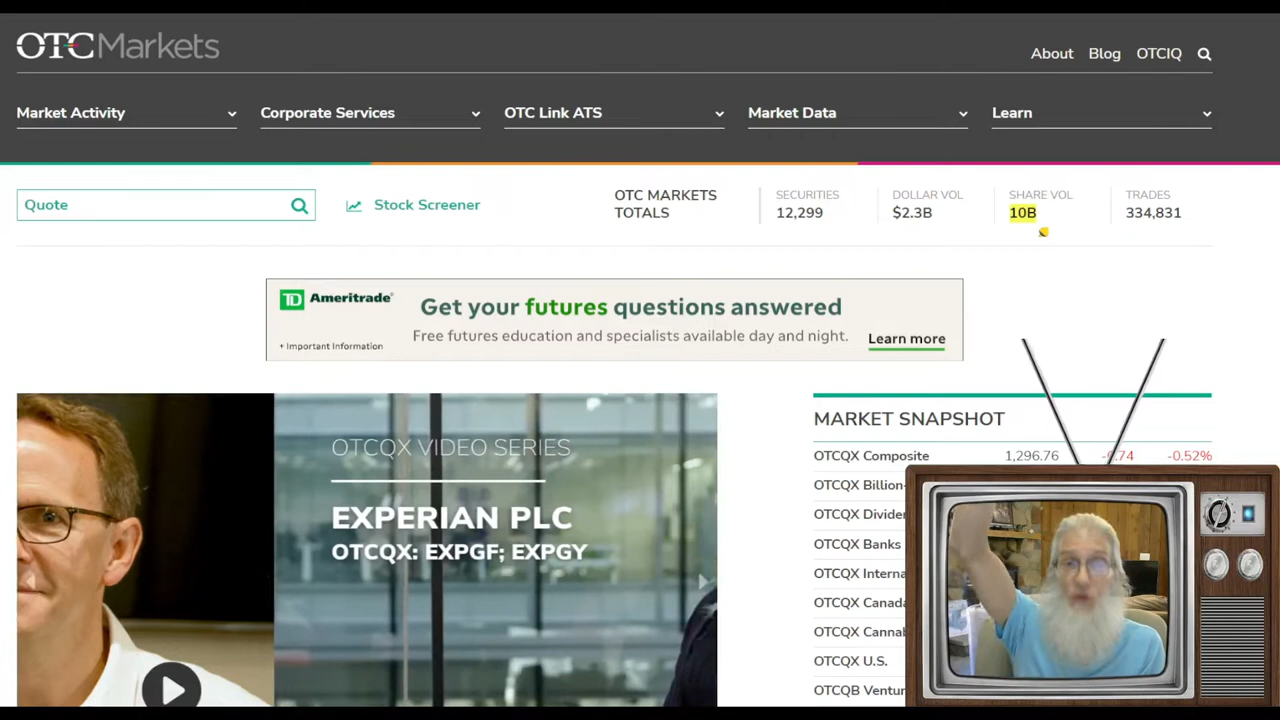 OTCMarkets
About Blog OTCIQ
Market Activity Corporate Services OTC Link ATS Market Data Learn
Quote
Stock Screener
OTC MARKETS
TOTALS
SECURITIES
12,299
DOLLAR VOL
$2.3B
SHARE VOL
10B
TRADES
334,831
TD Ameritrade
+ Important Information
Get your futures questions answered
Free futures education and specialists available day and night.
Learn more
OTCQX VIDEO SERIES
EXPERIAN PLC
OTCQX: EXPGF; EXPGY
MARKET SNAPSHOT
OTCQX Composite 1,296.76 -0.52%
OTCQX Billion-
OTCQX Dividen
OTCQX Banks
OTCQX Interna
OTCQX Canada
OTCQX Cannab
OTCQX U.S.
OTCQB Ventur